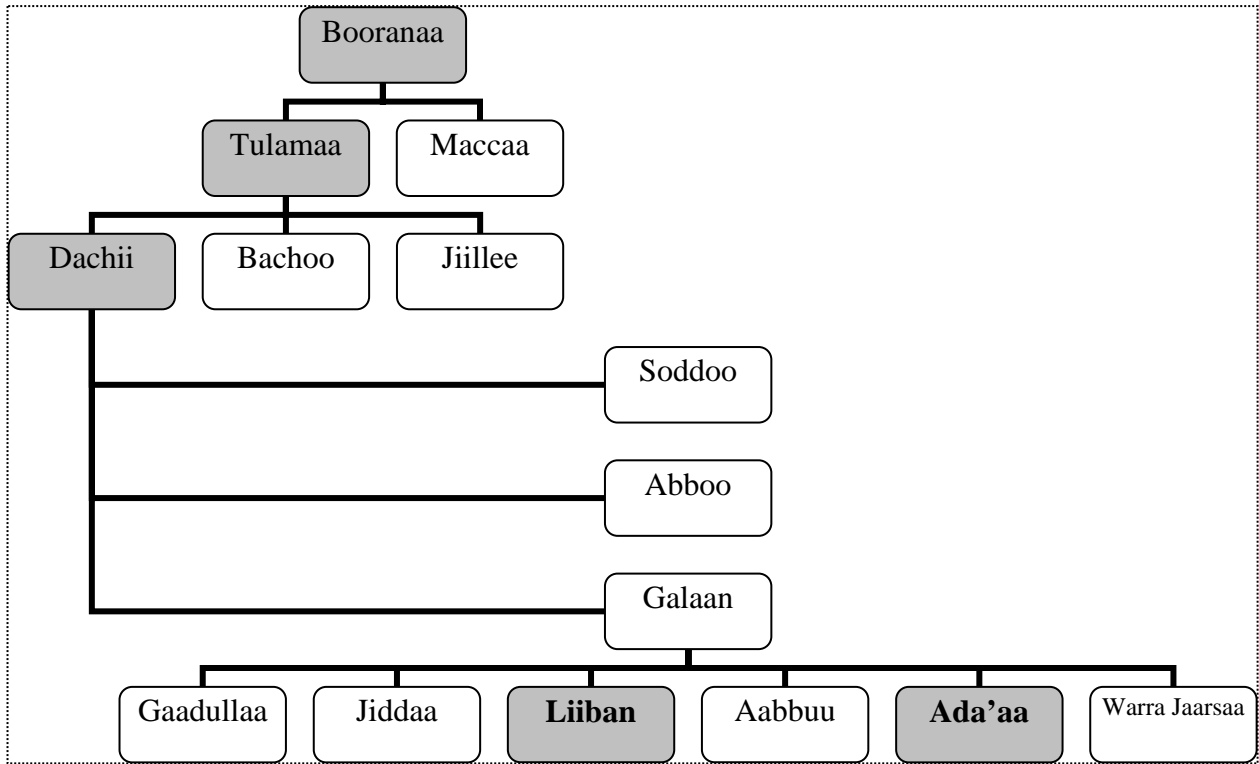 Booranaa
Tulamaa Maccaa
Dachii Bachoo Jiillee
Soddoo
Abboo
Galaan
Gaadullaa Jiddaa Liiban Aabbuu Ada’aa Warra Jaarsaa